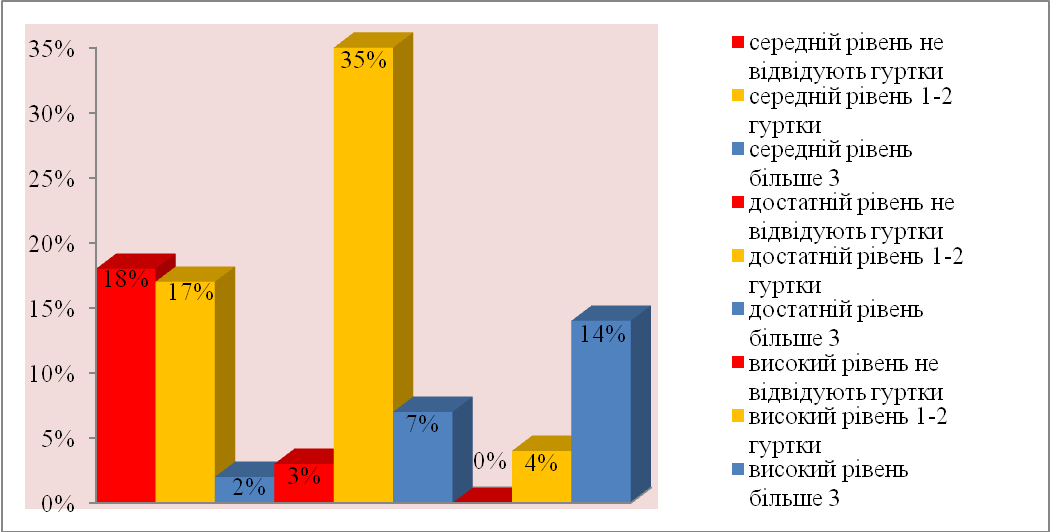 35%
30%
25%
20%
15%
10%
5%
0%
18%
17%
2%
3%
35%
7%
0%
4%
14%
середній рівень не
відвідують гуртки
середній рівень 1-2
гуртки
середній рівень
більше 3
достатній рівень не
відвідують гуртки
достатній рівень 1-2
гуртки
достатній рівень
більше 3
високий рівень не
відвідують гуртки
високий рівень 1-2
гуртки
високий рівень
більше 3